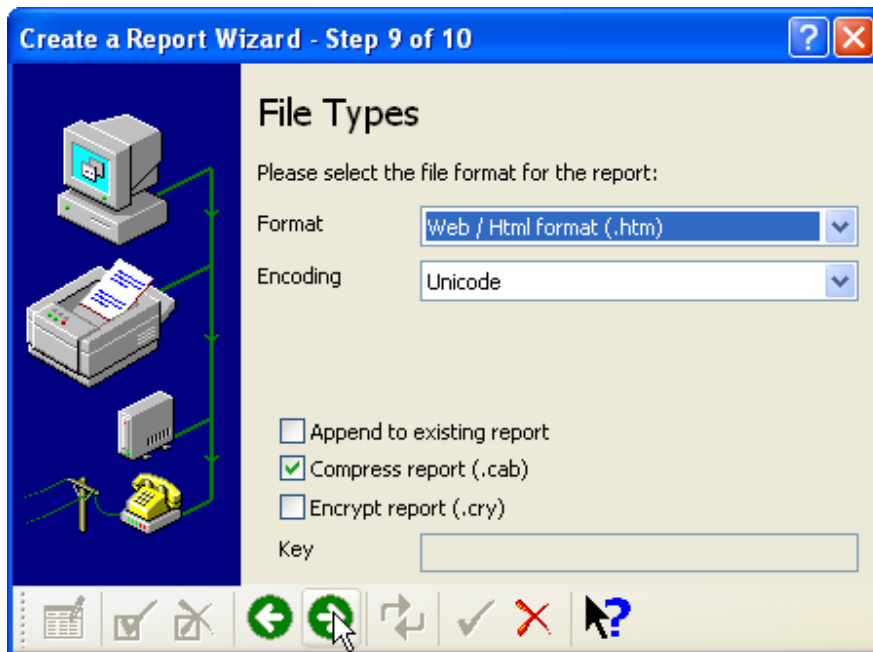 Create a Report Wizard - Step 9 of 10
File Types
Please select the file format for the report:
Format
Web / Html format (.htm)
Encoding
Unicode
Append to existing report
Compress report (.cab)
Encrypt report (.cry)
Key